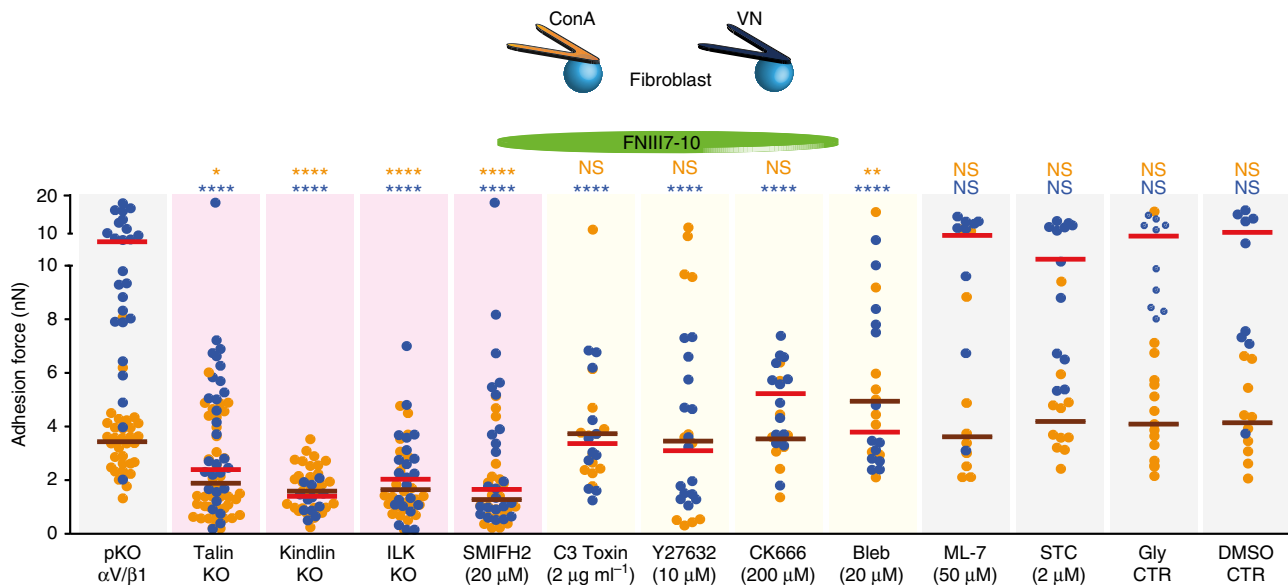 ConA VN
Fibroblast
FNIII7-10
* **** **** **** NS NS NS ** NS NS NS NS
**** **** **** **** **** **** **** **** NS NS NS NS
20
10
10
8
6
4
2
0
Adhesion force (nN)
pKO Talin Kindlin ILK SMIFH2 C3 Toxin Y27632 CK666 Bleb ML-7 STC Gly DMSO
αV/β1 KO KO KO (20 μM) (2 μg ml⁻¹) (10 μM) (200 μM) (20 μM) (50 μM) (2 μM) CTR CTR